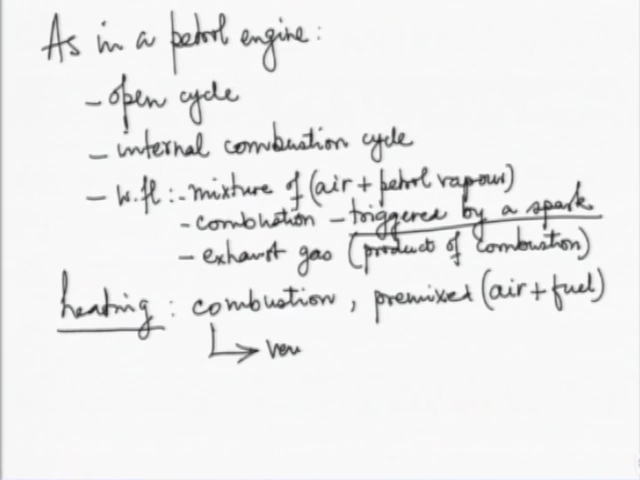 As in a petrol engine:
- open cycle
- internal combustion cycle
- w.fl :- mixture of (air + petrol vapour)
- combustion - triggered by a spark
- exhaust gas (product of combustion)
heating : combustion, premixed (air + fuel)
↳ ver